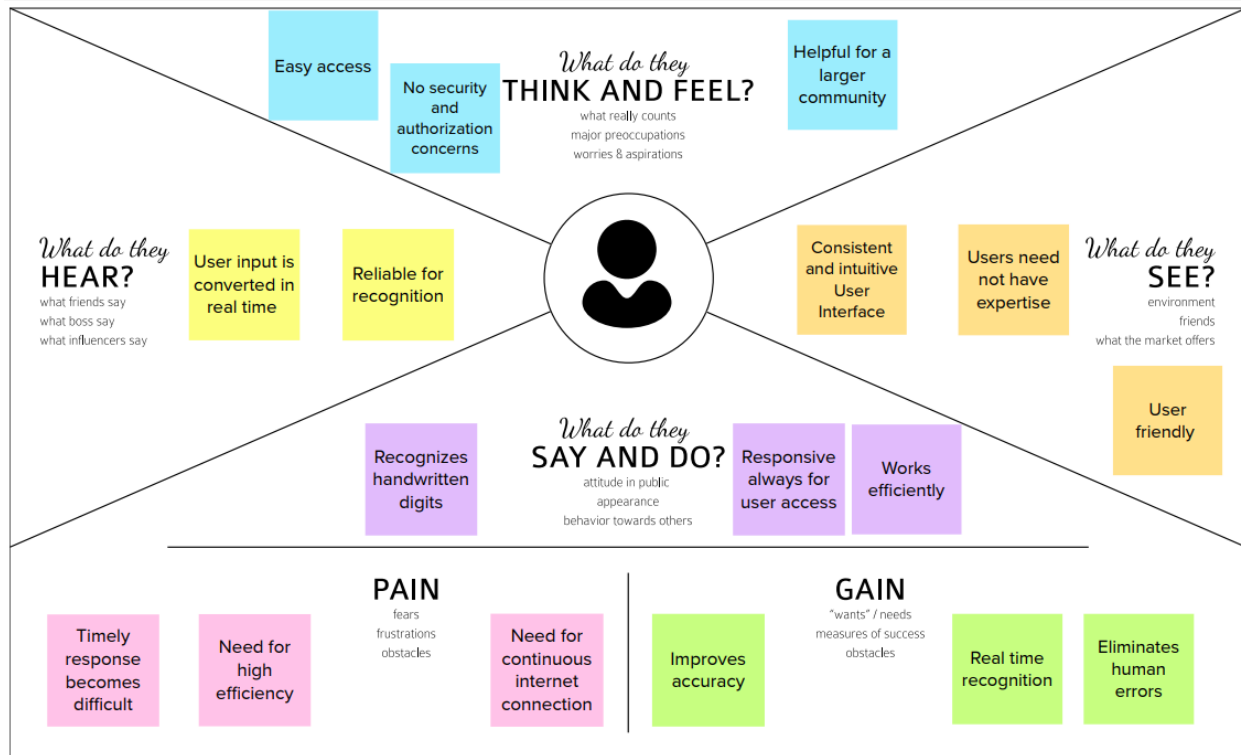 Easy access
No security
and
authorization
concerns
What do they
THINK AND FEEL?
what really counts
major preoccupations
worries & aspirations
Helpful for a
larger
community
What do they
HEAR?
what friends say
what boss say
what influencers say
User input is
converted in
real time
Reliable for
recognition
Consistent
and intuitive
User
Interface
Users need
not have
expertise
What do they
SEE?
environment
friends
what the market offers
User
friendly
Recognizes
handwritten
digits
What do they
SAY AND DO?
attitude in public
appearance
behavior towards others
Responsive
always for
user access
Works
efficiently
PAIN
fears
frustrations
obstacles
Timely
response
becomes
difficult
Need for
high
efficiency
Need for
continuous
internet
connection
GAIN
"wants" / needs
measures of success
obstacles
Improves
accuracy
Real time
recognition
Eliminates
human
errors